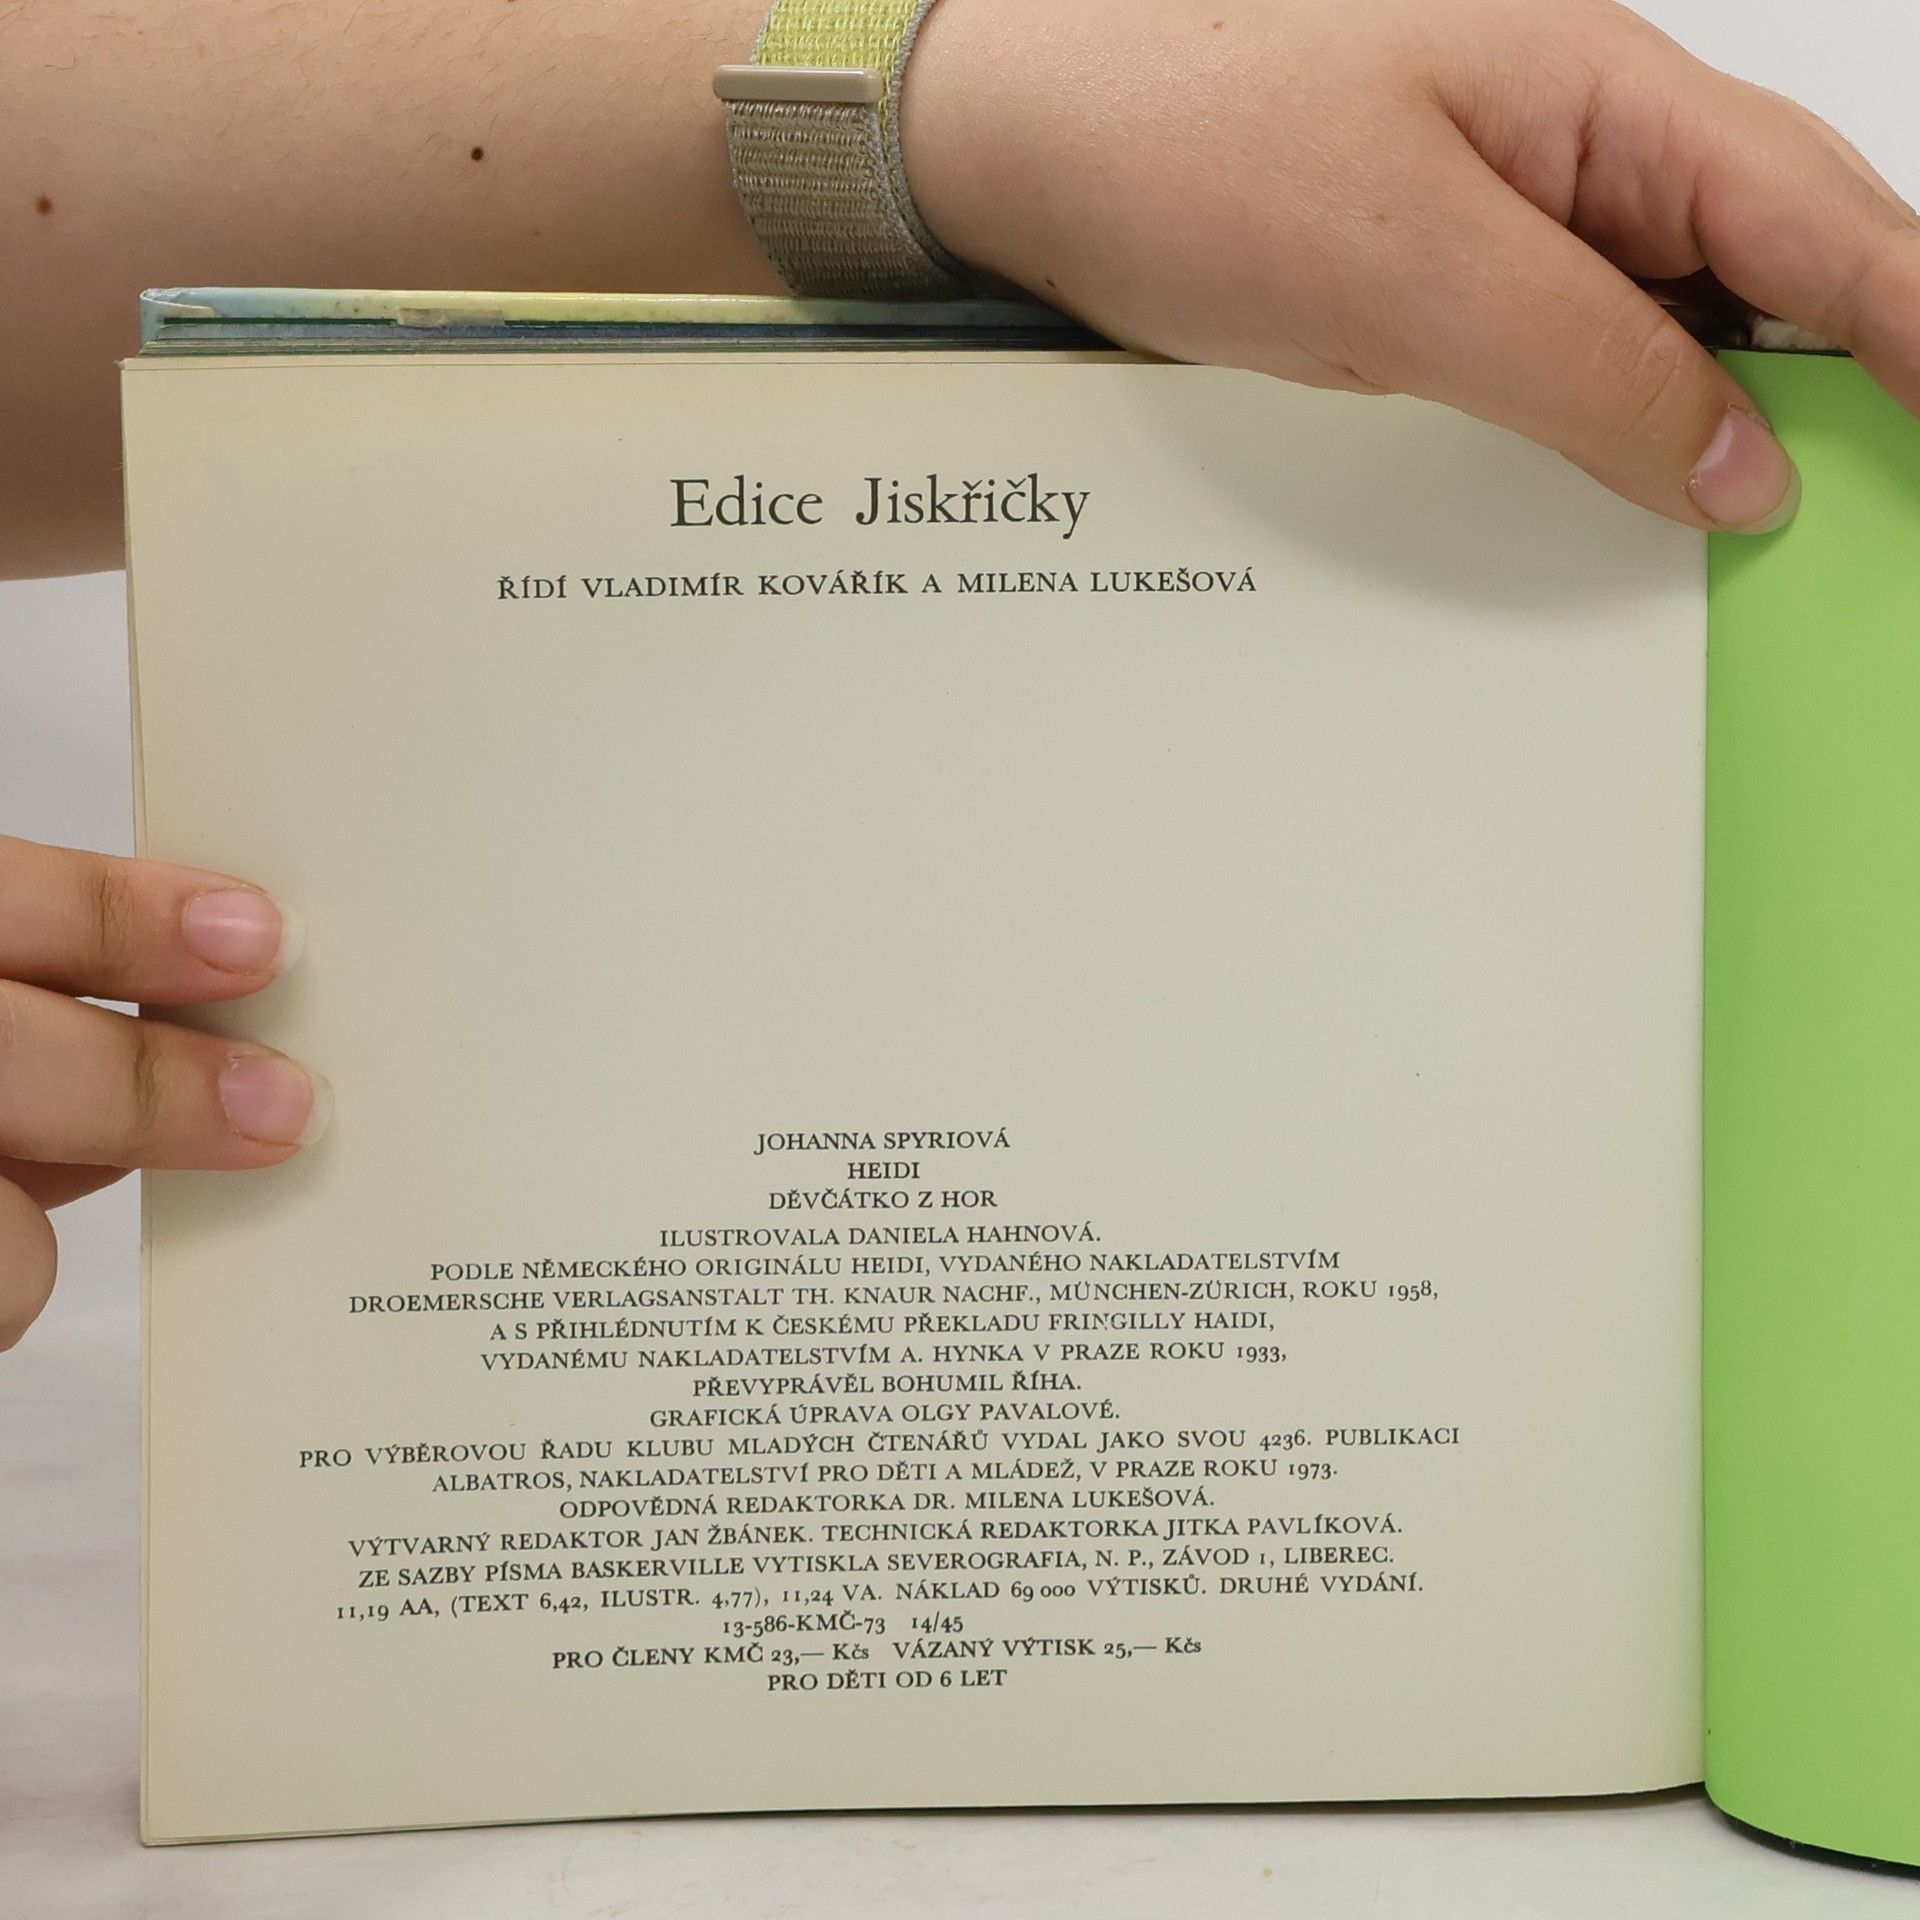 Edice Jiskřičky
ŘÍDÍ VLADIMÍR KOVÁŘÍK A MILENA LUKEŠOVÁ
JOHANNA SPYRIOVÁ
HEIDI
DĚVČÁTKO Z HOR
ILUSTROVALA DANIELA HAHNOVÁ.
PODLE NĚMECKÉHO ORIGINÁLU HEIDI, VYDANÉHO NAKLADATELSTVÍM
DROEMERSCHE VERLAGSANSTALT TH. KNAUR NACHF., MÜNCHEN-ZÜRICH, ROKU 1958,
A S PŘIHLÉDNUTÍM K ČESKÉMU PŘEKLADU FRINGILLY HAIDI,
VYDANÉMU NAKLADATELSTVÍM A. HYNKA V PRAZE ROKU 1933,
PŘEVYPRÁVĚL BOHUMIL ŘÍHA.
GRAFICKÁ ÚPRAVA OLGY PAVALOVÉ.
PRO VÝBĚROVOU ŘADU KLUBU MLADÝCH ČTENÁŘŮ VYDAL JAKO SVOU 4236. PUBLIKACI
ALBATROS, NAKLADATELSTVÍ PRO DĚTI A MLÁDEŽ, V PRAZE ROKU 1973.
ODPOVĚDNÁ REDAKTORKA DR. MILENA LUKEŠOVÁ.
VÝTVARNÝ REDAKTOR JAN ŽBÁNEK. TECHNICKÁ REDAKTORKA JITKA PAVLÍKOVÁ.
ZE SAZBY PÍSMA BASKERVILLE VYTISKLA SEVEROGRAFIA, N. P., ZÁVOD 1, LIBEREC.
11,19 AA, (TEXT 6,42, ILUSTR. 4,77), 11,24 VA. NÁKLAD 69 000 VÝTISKŮ. DRUHÉ VYDÁNÍ.
13-586-KMČ-73 14/45
PRO ČLENY KMČ 23,— Kčs VÁZANÝ VÝTISK 25,— Kčs
PRO DĚTI OD 6 LET